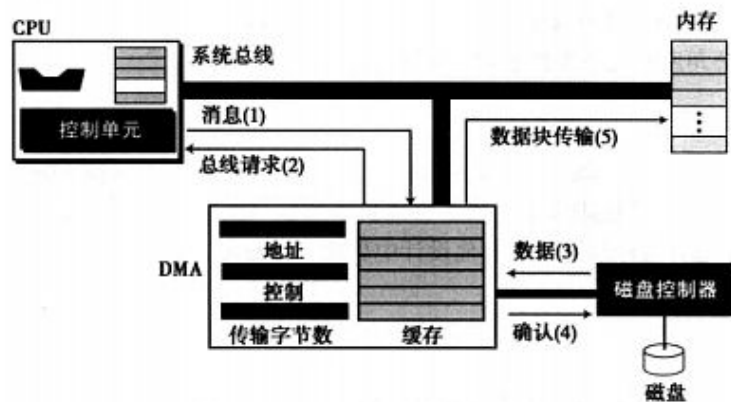 CPU
内存
系统总线
控制单元
消息(1)
总线请求(2)
数据块传输(5)
DMA
地址
控制
传输字节数
缓存
数据(3)
确认(4)
磁盘控制器
磁盘